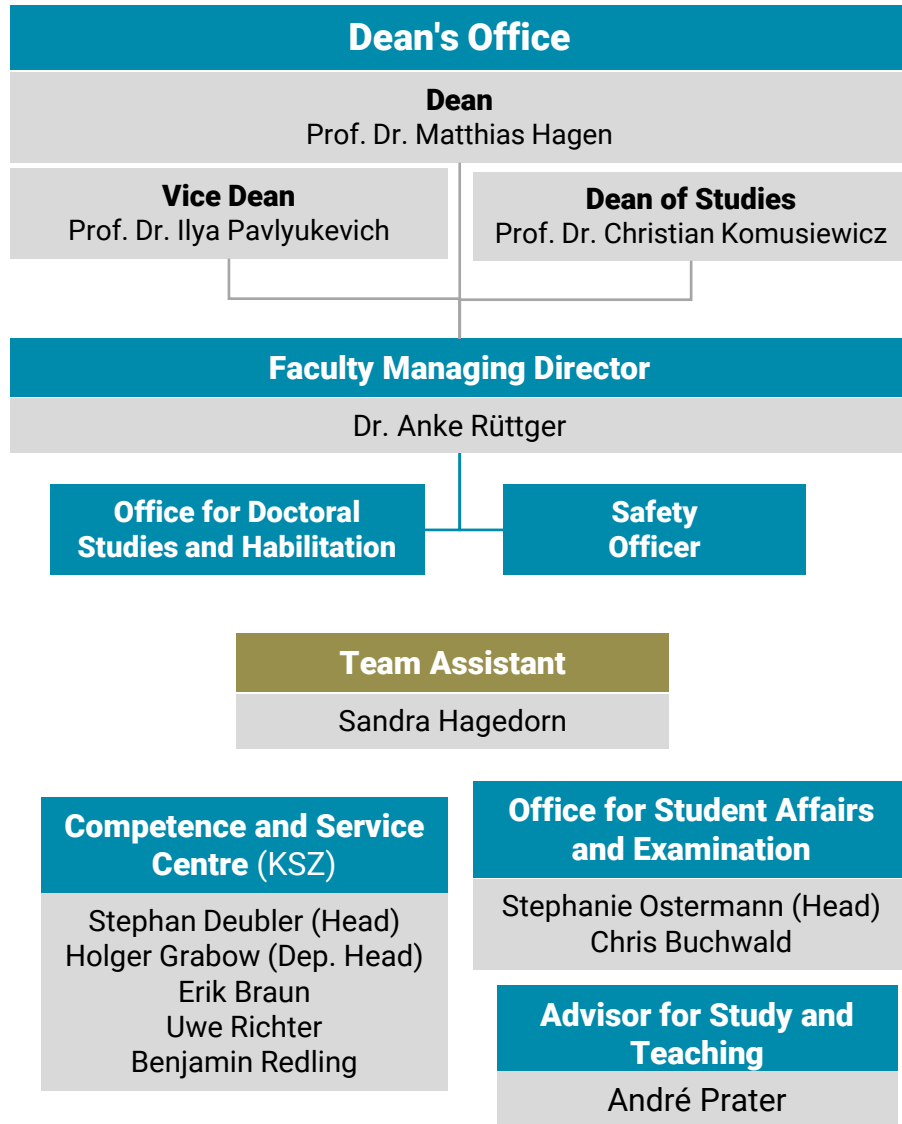 Dean's Office
Dean
Prof. Dr. Matthias Hagen
Vice Dean
Prof. Dr. Ilya Pavlyukevich
Dean of Studies
Prof. Dr. Christian Komusiewicz
Faculty Managing Director
Dr. Anke Rüttger
Office for Doctoral
Studies and Habilitation
Safety
Officer
Team Assistant
Sandra Hagedorn
Competence and Service
Centre (KSZ)
Stephan Deubler (Head)
Holger Grabow (Dep. Head)
Erik Braun
Uwe Richter
Benjamin Redling
Office for Student Affairs
and Examination
Stephanie Ostermann (Head)
Chris Buchwald
Advisor for Study and
Teaching
André Prater